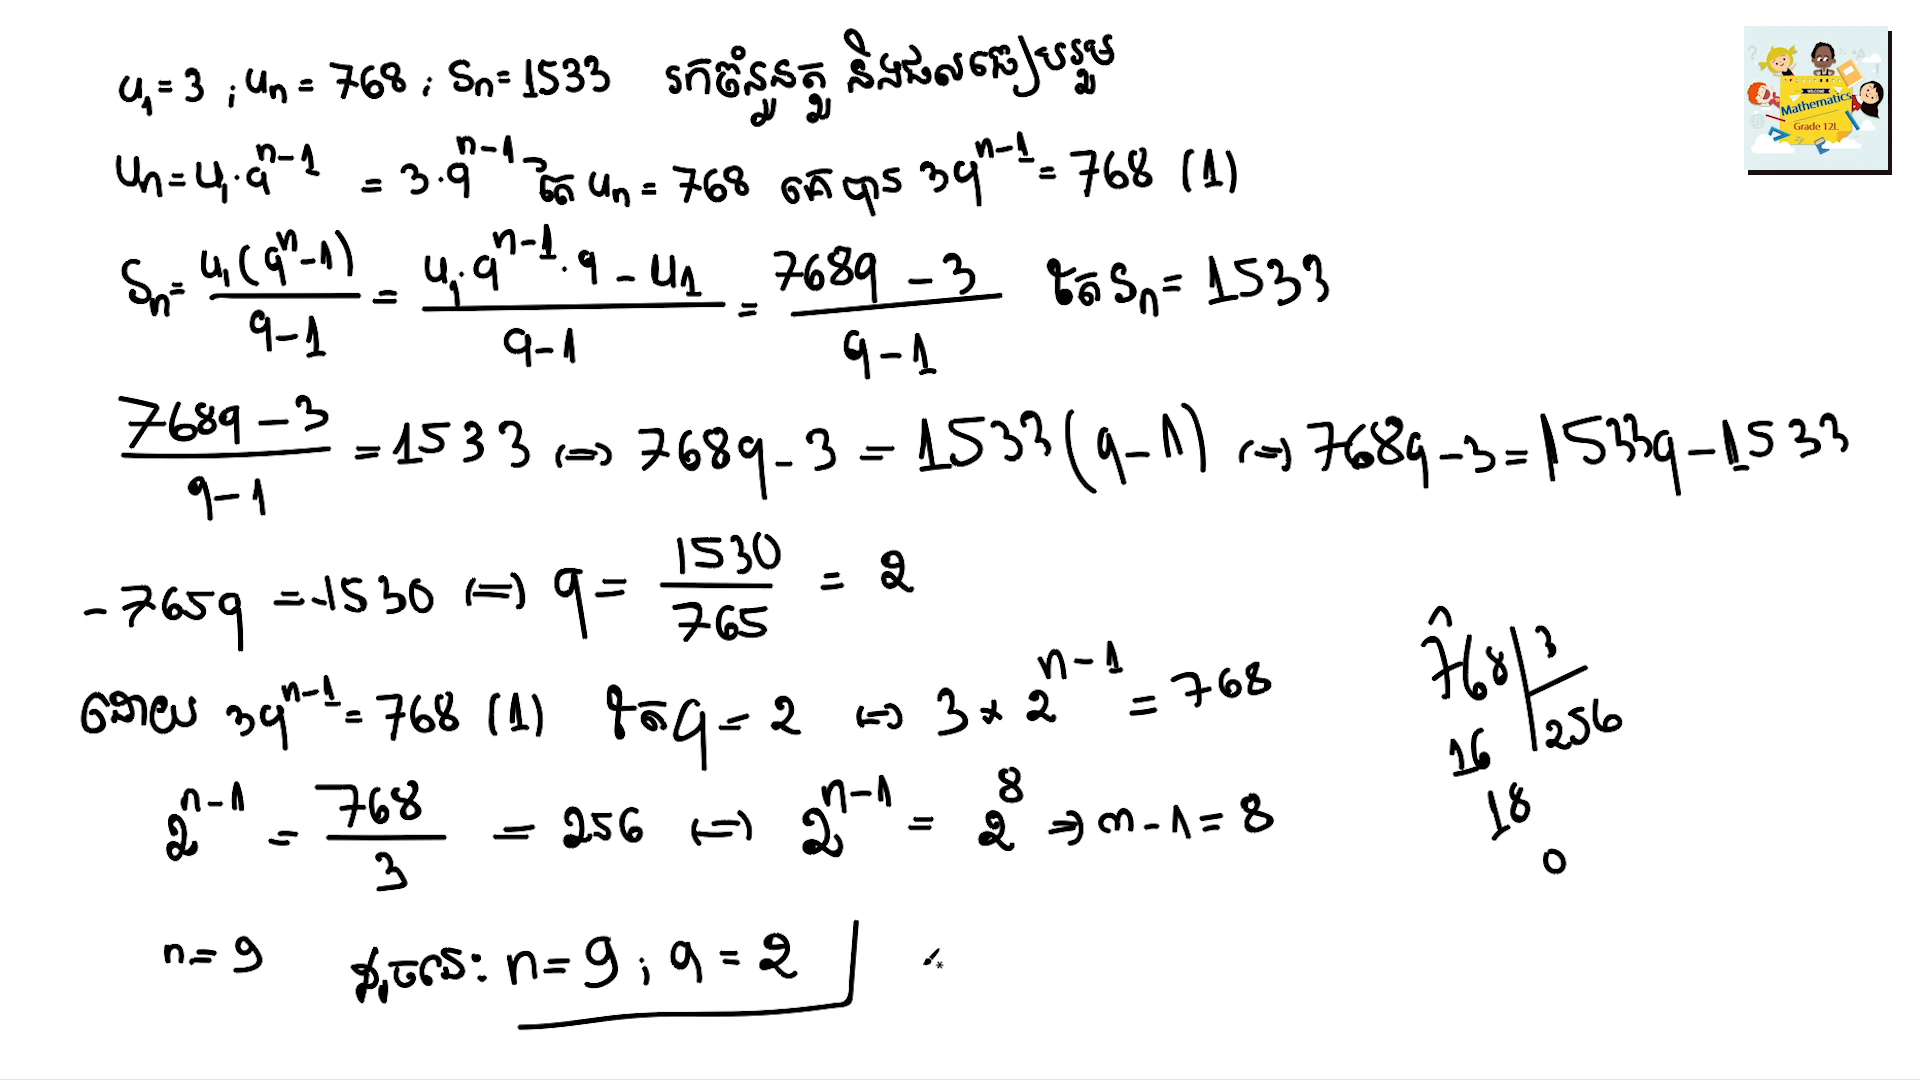 u₁ = 3 ; uₙ = 768 ; Sₙ = 1533 រកចំនួនតួ និងផលធៀបរួម
uₙ = u₁·qⁿ⁻¹ = 3·qⁿ⁻¹ តែ uₙ = 768 គេបាន 3qⁿ⁻¹ = 768 (1)
Sₙ = u₁(qⁿ-1)/(q-1) = (u₁·qⁿ⁻¹·q - u₁)/(q-1) = (768q - 3)/(q-1) តែ Sₙ = 1533
(768q - 3)/(q-1) = 1533 ⇔ 768q - 3 = 1533(q-1) ⇔ 768q - 3 = 1533q - 1533
-765q = -1530 ⇔ q = 1530/765 = 2
ដោយ 3qⁿ⁻¹ = 768 (1) តែ q = 2 ⇔ 3 × 2ⁿ⁻¹ = 768
2ⁿ⁻¹ = 768/3 = 256 ⇔ 2ⁿ⁻¹ = 2⁸ ⇒ n - 1 = 8
n = 9 ដូចនេះ: n = 9 ; q = 2
768 | 3
16 | 256
18
0
WELCOME
Mathematics
Grade 12L